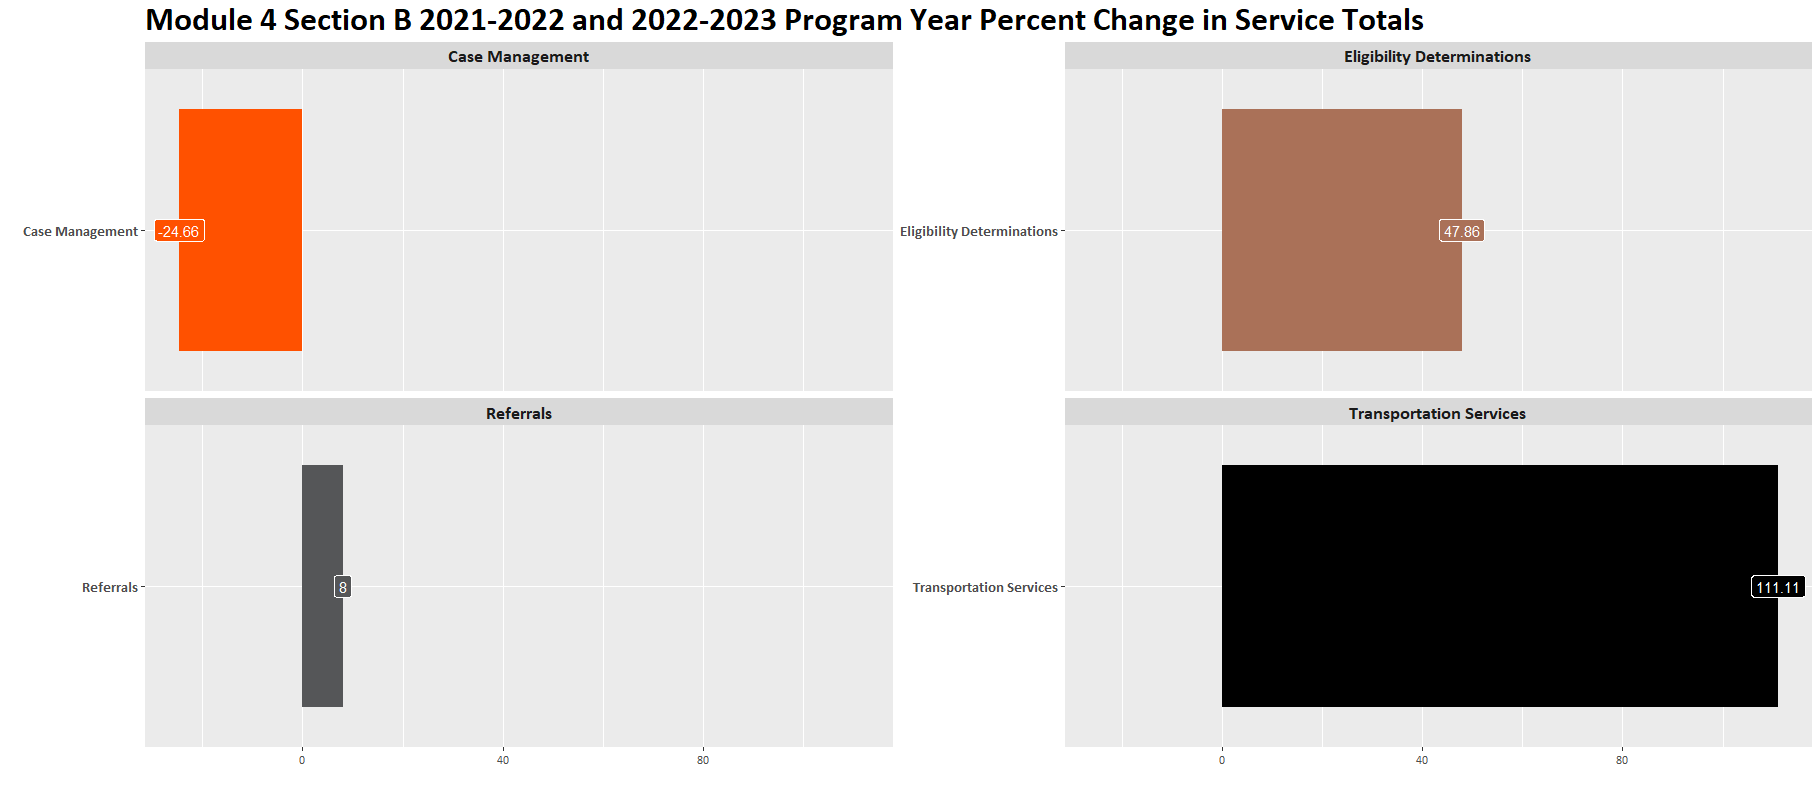 Module 4 Section B 2021-2022 and 2022-2023 Program Year Percent Change in Service Totals
Case Management
Case Management
-24.66
Eligibility Determinations
Eligibility Determinations
47.86
Referrals
Referrals
8
0 40 80
Transportation Services
Transportation Services
111.11
0 40 80